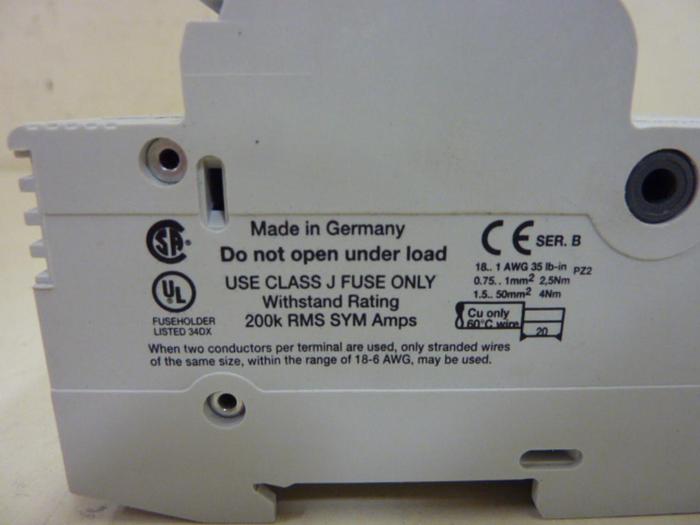 SA
Made in Germany
Do not open under load
UL
USE CLASS J FUSE ONLY
Withstand Rating
200k RMS SYM Amps
FUSEHOLDER
LISTED 34DX
CE SER. B
18.. 1 AWG 35 lb-in PZ2
0.75.. 1mm² 2,5Nm
1.5.. 50mm² 4Nm
Cu only
60°C wire
20
When two conductors per terminal are used, only stranded wires
of the same size, within the range of 18-6 AWG, may be used.